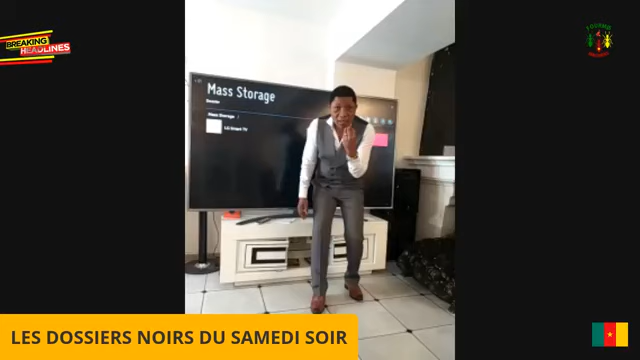 BREAKING
HEADLINES
Mass Storage
Mass Storage
LG Smart TV
LES DOSSIERS NOIRS DU SAMEDI SOIR